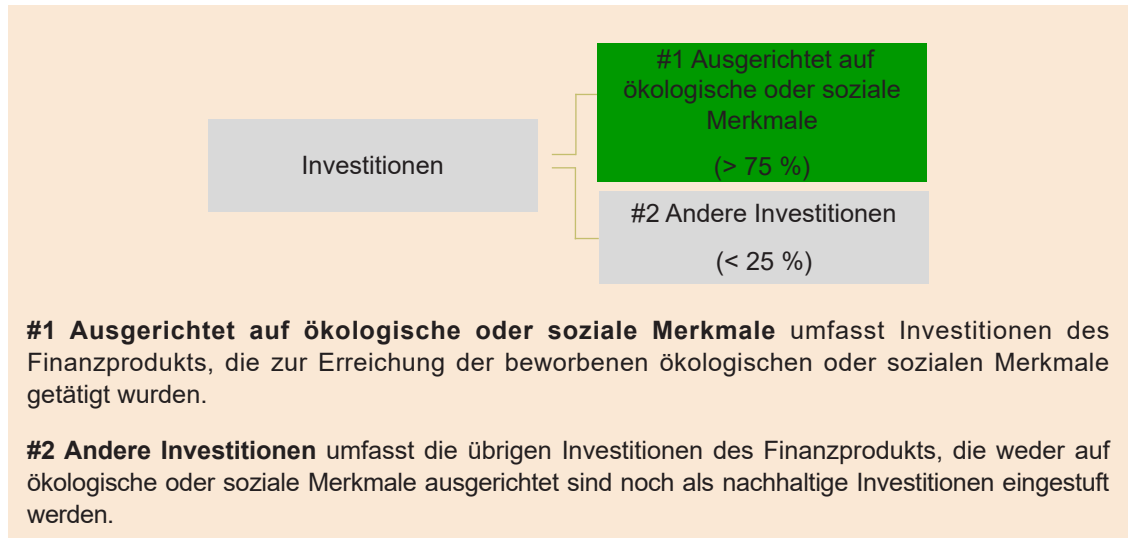 #1 Ausgerichtet auf
ökologische oder soziale
Merkmale
(> 75 %)
Investitionen
#2 Andere Investitionen
(< 25 %)
#1 Ausgerichtet auf ökologische oder soziale Merkmale umfasst Investitionen des
Finanzprodukts, die zur Erreichung der beworbenen ökologischen oder sozialen Merkmale
getätigt wurden.
#2 Andere Investitionen umfasst die übrigen Investitionen des Finanzprodukts, die weder auf
ökologische oder soziale Merkmale ausgerichtet sind noch als nachhaltige Investitionen eingestuft
werden.